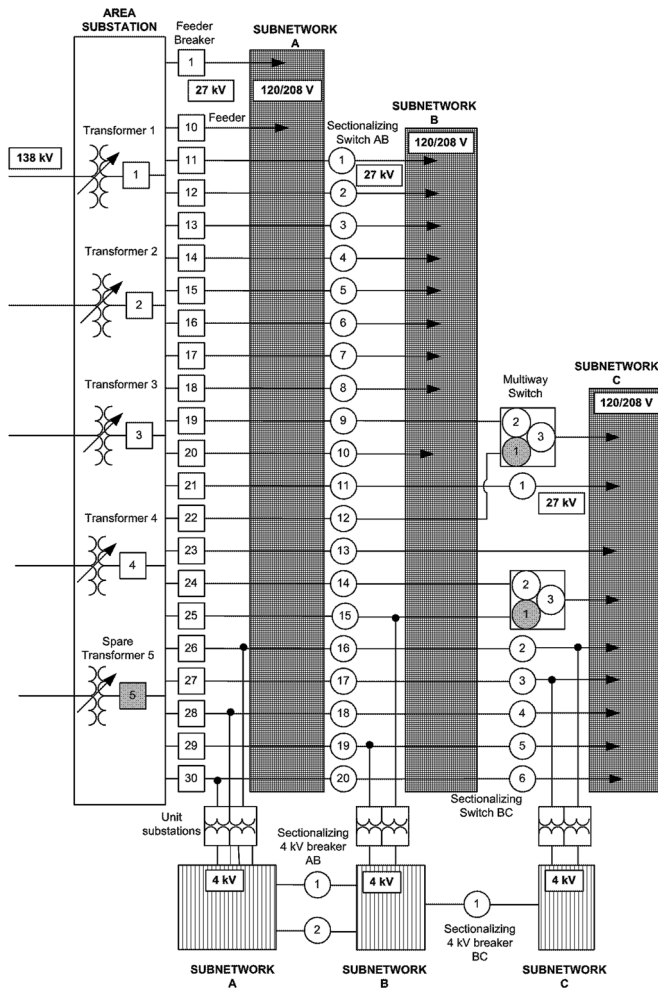 AREA
SUBSTATION
Feeder
Breaker
SUBNETWORK
A
1
27 kV
120/208 V
SUBNETWORK
B
10
Feeder
Sectionalizing
Switch AB
120/208 V
Transformer 1
138 kV
1
11
1
27 kV
12
2
13
3
Transformer 2
14
4
2
15
5
16
6
17
7
SUBNETWORK
C
Transformer 3
18
8
Multiway
Switch
120/208 V
3
19
9
2
3
1
20
10
21
11
1
27 kV
Transformer 4
22
12
4
23
13
24
14
2
3
1
25
15
Spare
Transformer 5
26
16
2
5
27
17
3
28
18
4
29
19
5
30
20
6
Unit
substations
Sectionalizing
Switch BC
Sectionalizing
4 kV breaker
AB
4 kV
1
4 kV
1
4 kV
2
Sectionalizing
4 kV breaker
BC
SUBNETWORK
A
SUBNETWORK
B
SUBNETWORK
C